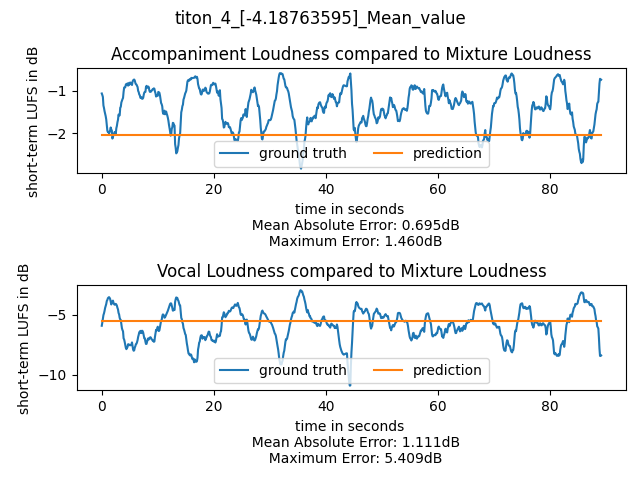 titon_4_[-4.18763595]_Mean_value
Accompaniment Loudness compared to Mixture Loudness
short-term LUFS in dB
−1
−2
ground truth
prediction
0 20 40 60 80
time in seconds
Mean Absolute Error: 0.695dB
Maximum Error: 1.460dB
Vocal Loudness compared to Mixture Loudness
short-term LUFS in dB
−5
−10
ground truth
prediction
0 20 40 60 80
time in seconds
Mean Absolute Error: 1.111dB
Maximum Error: 5.409dB